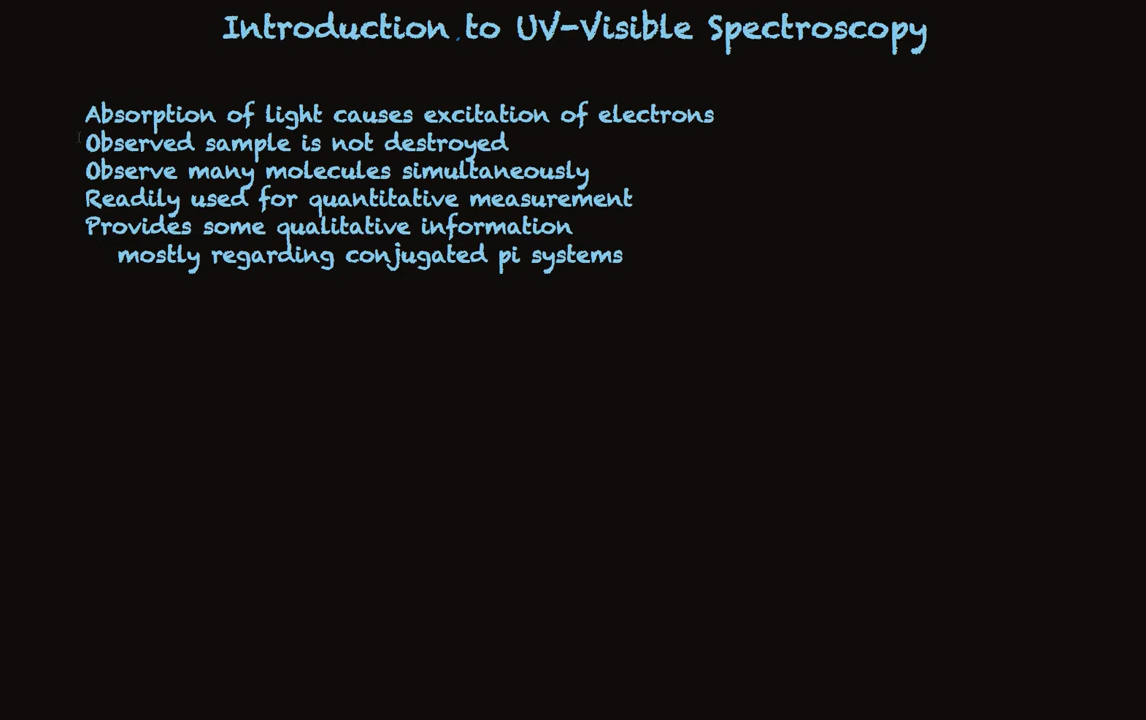 Introduction to UV-Visible Spectroscopy
Absorption of light causes excitation of electrons
Observed sample is not destroyed
Observe many molecules simultaneously
Readily used for quantitative measurement
Provides some qualitative information
mostly regarding conjugated pi systems